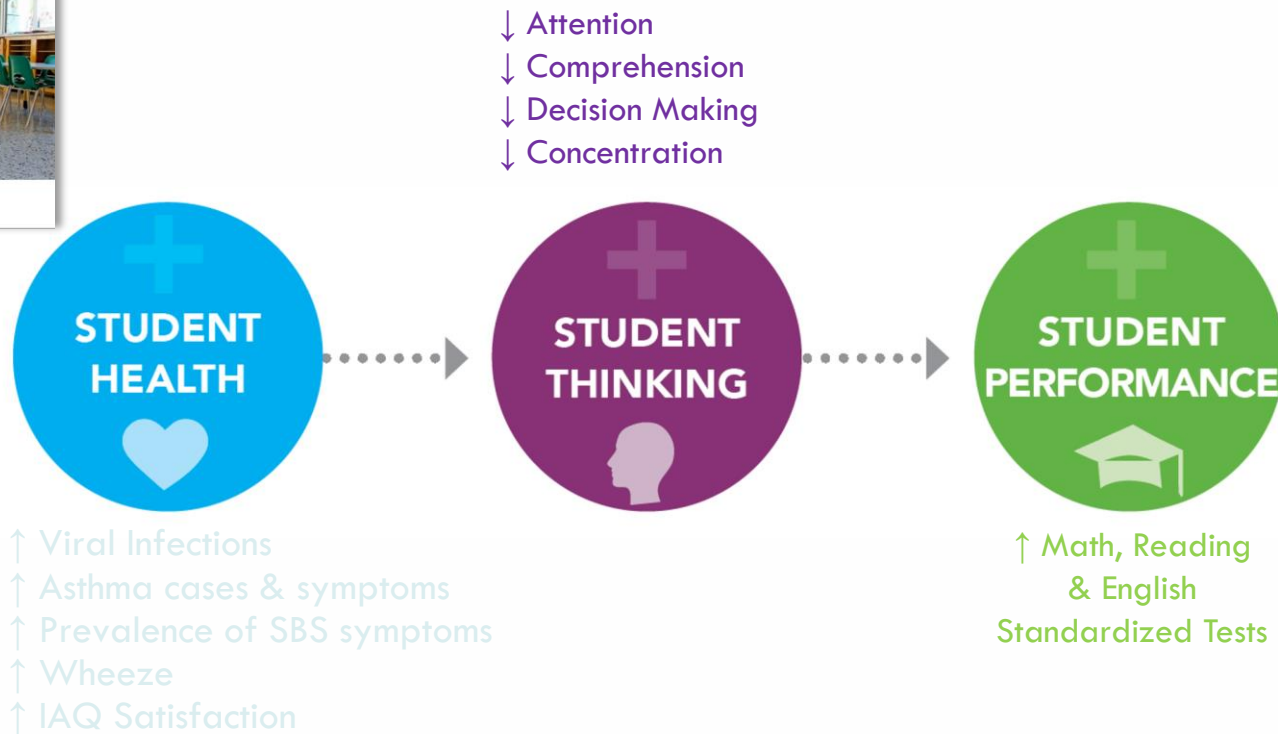 ↓ Attention
↓ Comprehension
↓ Decision Making
↓ Concentration
STUDENT
HEALTH
STUDENT
THINKING
STUDENT
PERFORMANCE
↑ Viral Infections
↑ Asthma cases & symptoms
↑ Prevalence of SBS symptoms
↑ Wheeze
↑ IAQ Satisfaction
↑ Math, Reading
& English
Standardized Tests